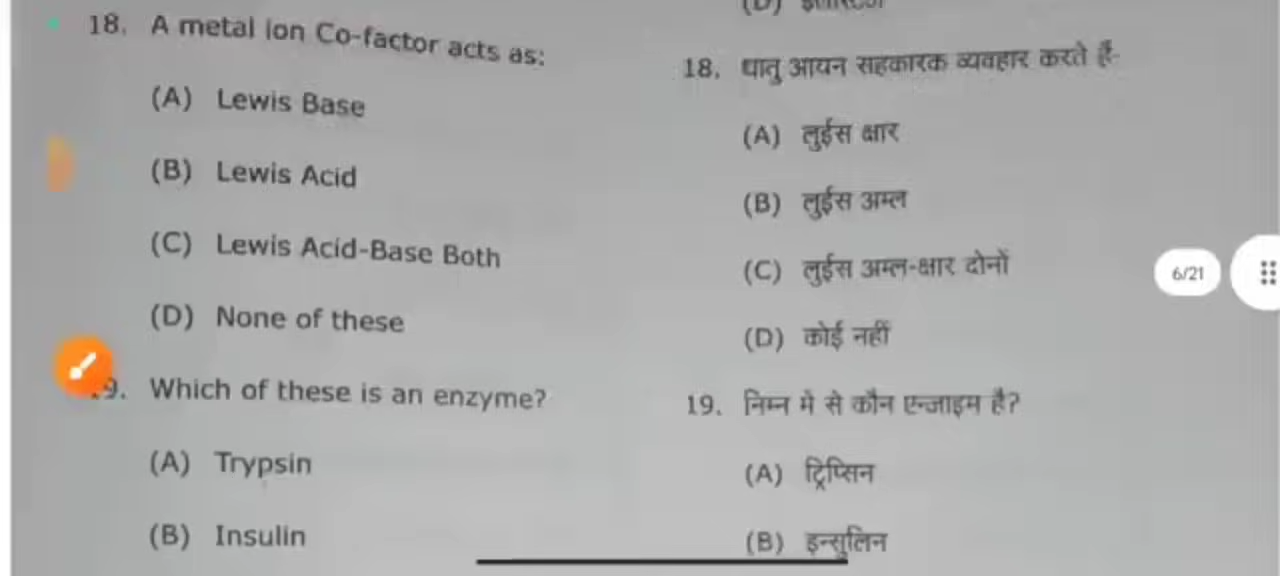 18. A metal ion Co-factor acts as:
(A) Lewis Base
(B) Lewis Acid
(C) Lewis Acid-Base Both
(D) None of these
9. Which of these is an enzyme?
(A) Trypsin
(B) Insulin
(D)
18. धातु आयन सहकारक व्यवहार करते हैं-
(A) लुईस क्षार
(B) लुईस अम्ल
(C) लुईस अम्ल-क्षार दोनों
(D) कोई नहीं
19. निम्न में से कौन एन्जाइम है?
(A) ट्रिप्सिन
(B) इन्सुलिन
6/21